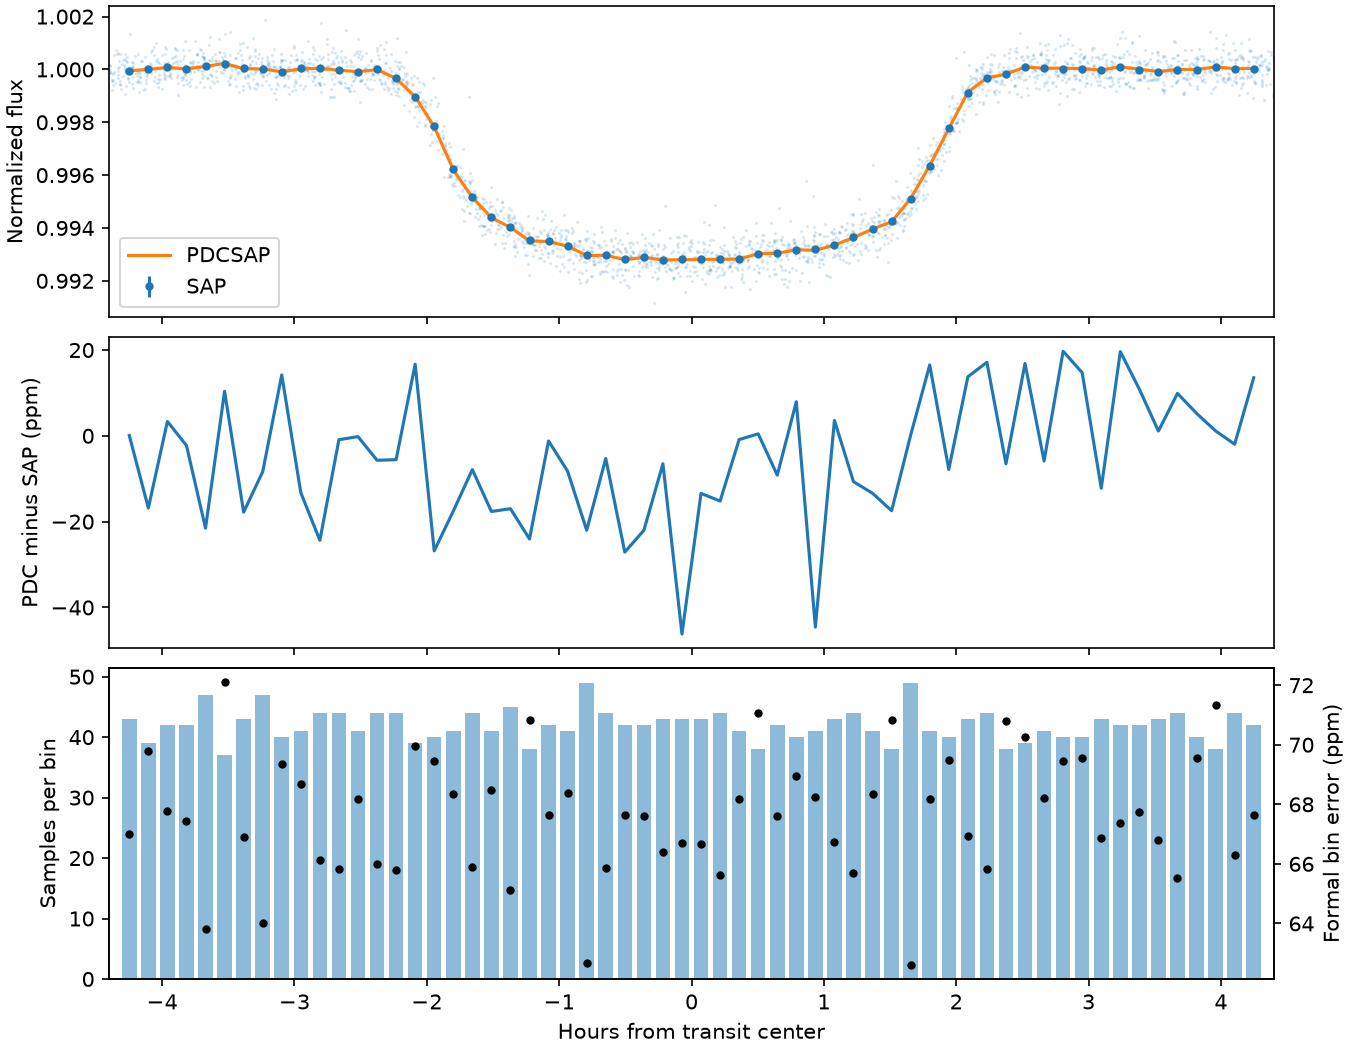 1.002
1.000
0.998
0.996
0.994
0.992
Normalized flux
PDCSAP
SAP
20
0
−20
−40
PDC minus SAP (ppm)
50
40
30
20
10
0
Samples per bin
72
70
68
66
64
Formal bin error (ppm)
−4 −3 −2 −1 0 1 2 3 4
Hours from transit center